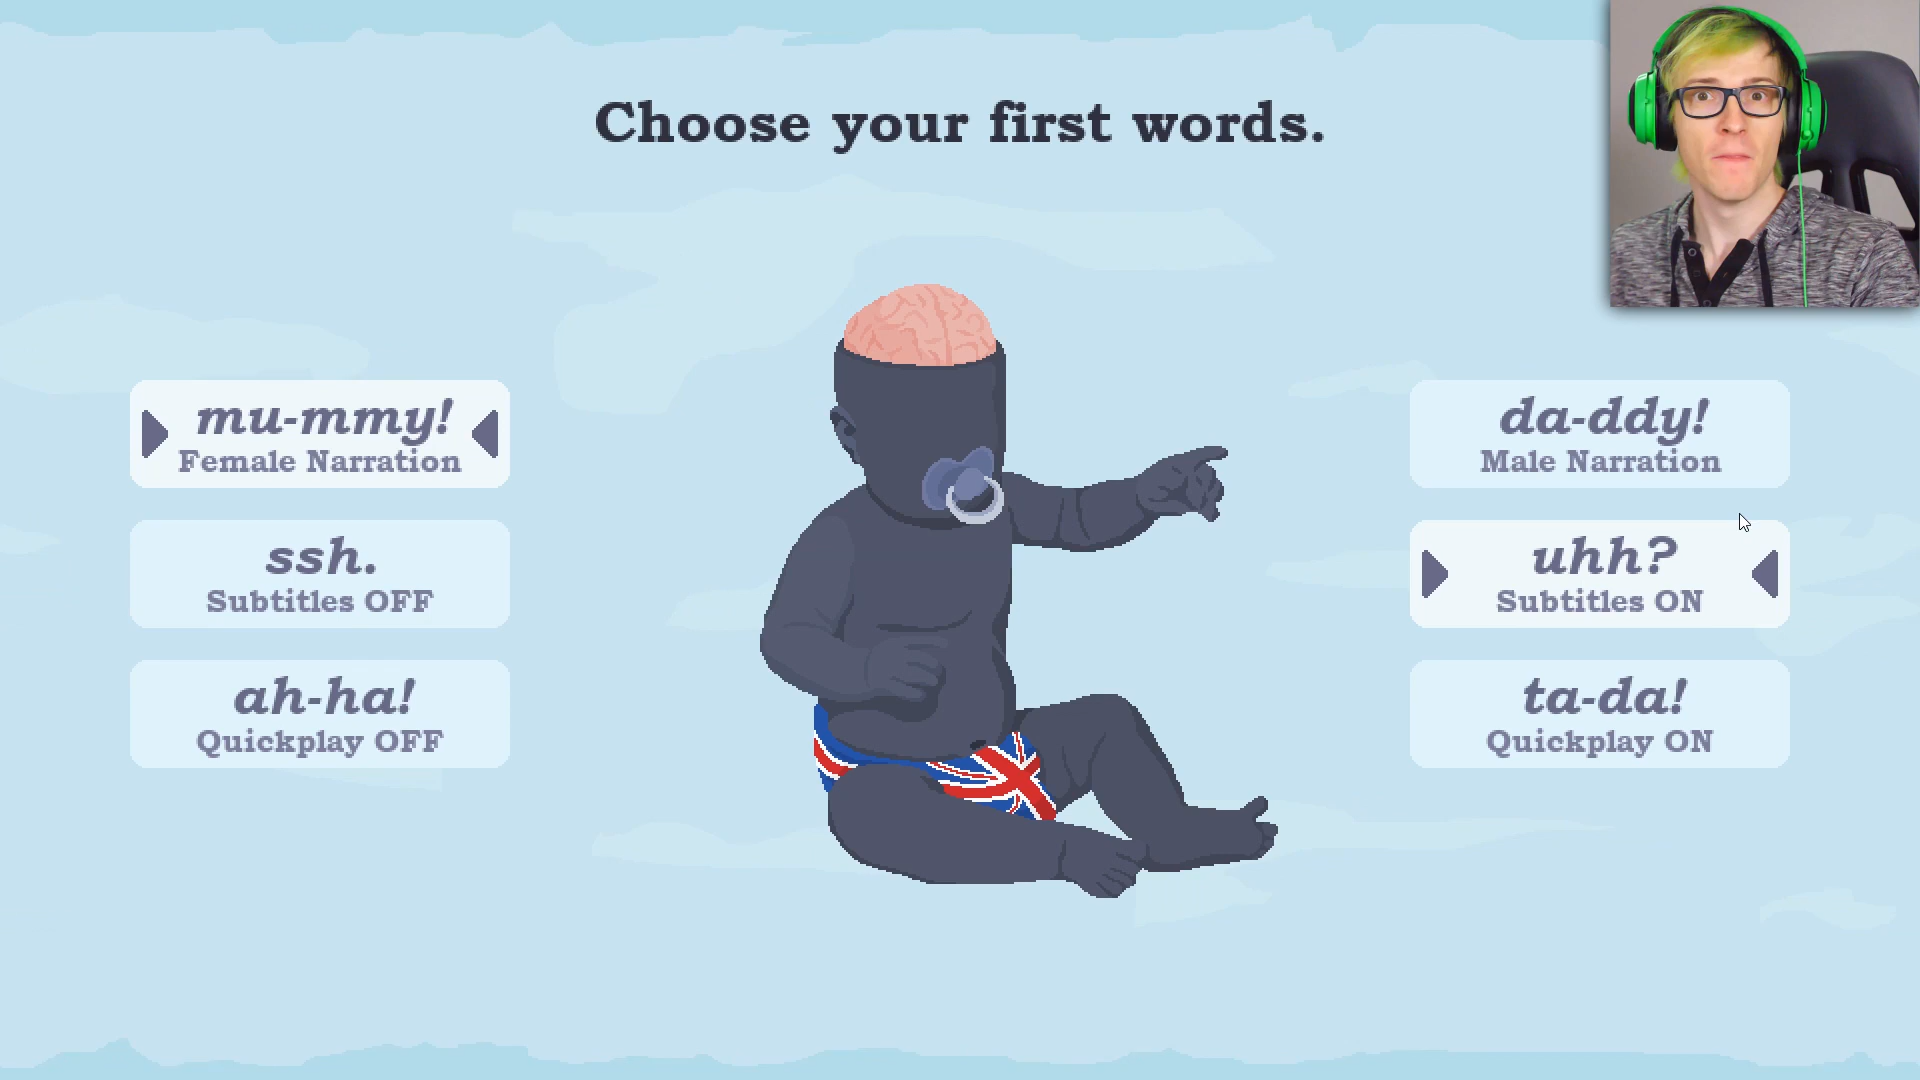 Choose your first words.
mu-mmy!
Female Narration
ssh.
Subtitles OFF
ah-ha!
Quickplay OFF
da-ddy!
Male Narration
uhh?
Subtitles ON
ta-da!
Quickplay ON